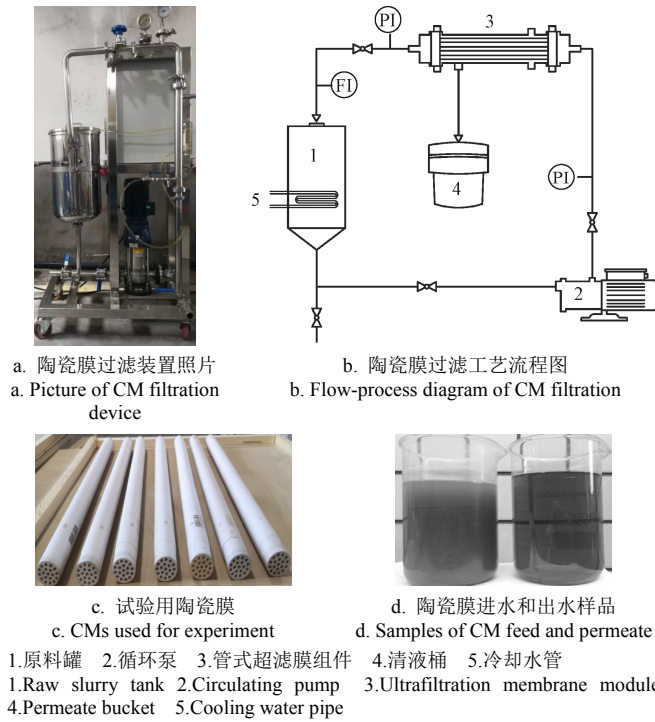 PI
3
FI
1
5
4
PI
2
a. 陶瓷膜过滤装置照片
a. Picture of CM filtration
device
b. 陶瓷膜过滤工艺流程图
b. Flow-process diagram of CM filtration
c. 试验用陶瓷膜
c. CMs used for experiment
d. 陶瓷膜进水和出水样品
d. Samples of CM feed and permeate
1.原料罐 2.循环泵 3.管式超滤膜组件 4.清液桶 5.冷却水管
1.Raw slurry tank 2.Circulating pump 3.Ultrafiltration membrane module
4.Permeate bucket 5.Cooling water pipe